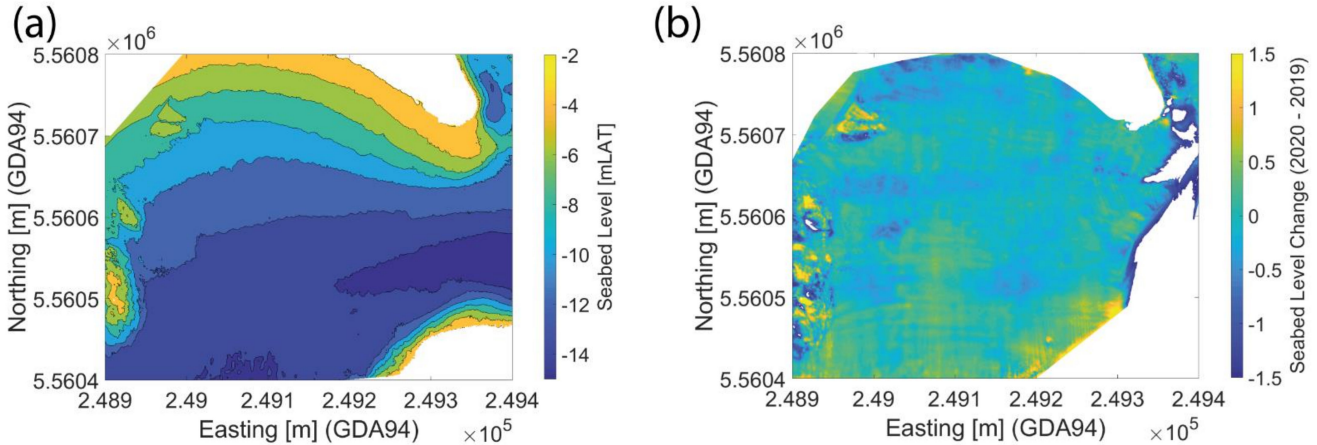 (a)
×10⁶
5.5608
5.5607
5.5606
5.5605
5.5604
Northing [m] (GDA94)
2.489 2.49 2.491 2.492 2.493 2.494
Easting [m] (GDA94)
×10⁵
-2
-4
-6
-8
-10
-12
-14
Seabed Level [mLAT]
(b)
×10⁶
5.5608
5.5607
5.5606
5.5605
5.5604
Northing [m] (GDA94)
2.489 2.49 2.491 2.492 2.493 2.494
Easting [m] (GDA94)
×10⁵
1.5
1
0.5
0
-0.5
-1
-1.5
Seabed Level Change (2020 - 2019)